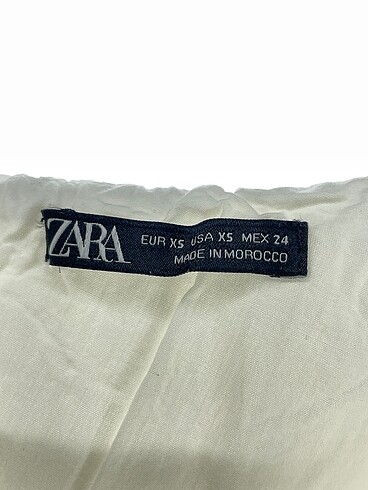 ZARA
EUR XS USA XS MEX 24
MADE IN MOROCCO